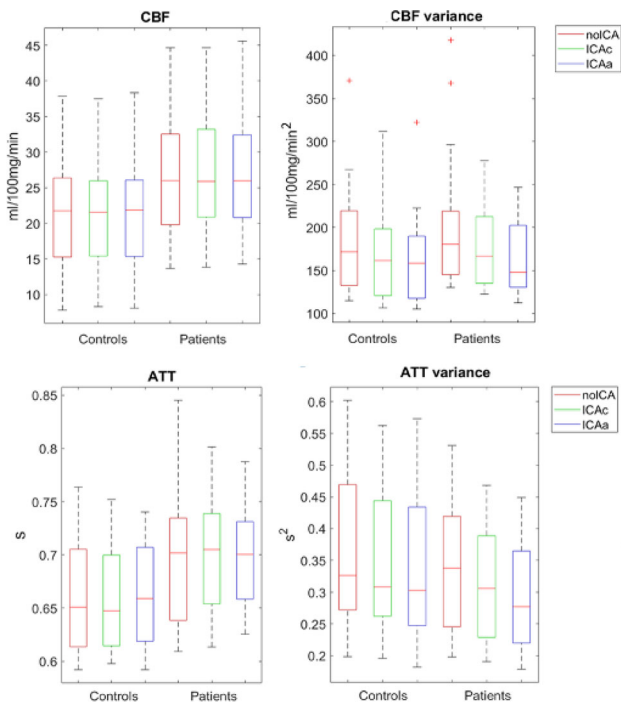 CBF
45
40
35
30
25
20
15
10
ml/100mg/min
Controls Patients
CBF variance
400
350
300
250
200
150
100
ml/100mg/min²
Controls Patients
noICA
ICAc
ICAa
ATT
0.85
0.8
0.75
0.7
0.65
0.6
s
Controls Patients
ATT variance
0.6
0.55
0.5
0.45
0.4
0.35
0.3
0.25
0.2
s²
Controls Patients
noICA
ICAc
ICAa